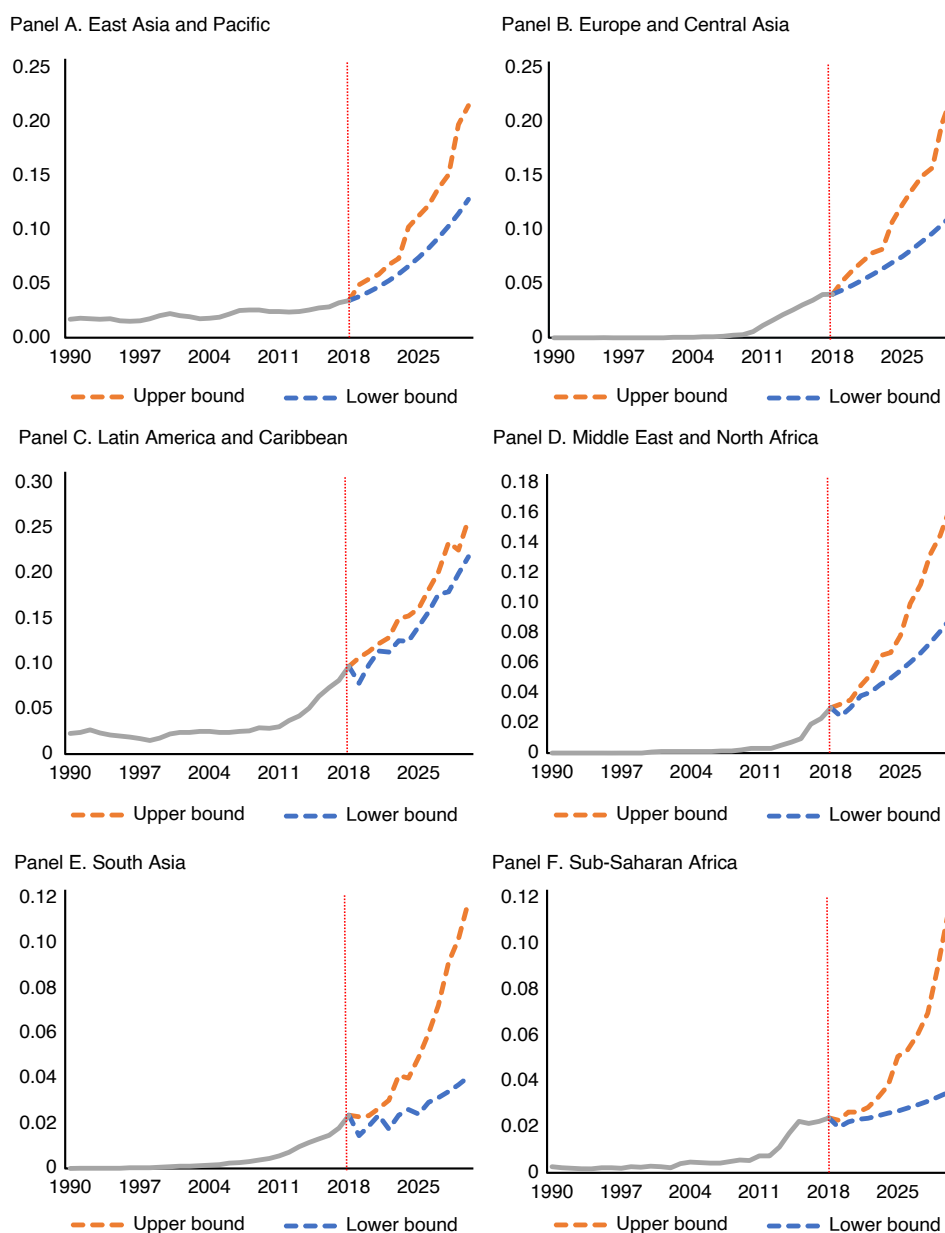 Panel A. East Asia and Pacific
0.25
0.20
0.15
0.10
0.05
0.00
1990 1997 2004 2011 2018 2025
Upper bound Lower bound
Panel B. Europe and Central Asia
0.25
0.20
0.15
0.10
0.05
0
1990 1997 2004 2011 2018 2025
Upper bound Lower bound
Panel C. Latin America and Caribbean
0.30
0.25
0.20
0.15
0.10
0.05
0
1990 1997 2004 2011 2018 2025
Upper bound Lower bound
Panel D. Middle East and North Africa
0.18
0.16
0.14
0.12
0.10
0.08
0.06
0.04
0.02
0
1990 1997 2004 2011 2018 2025
Upper bound Lower bound
Panel E. South Asia
0.12
0.10
0.08
0.06
0.04
0.02
0
1990 1997 2004 2011 2018 2025
Upper bound Lower bound
Panel F. Sub-Saharan Africa
0.12
0.10
0.08
0.06
0.04
0.02
0
1990 1997 2004 2011 2018 2025
Upper bound Lower bound